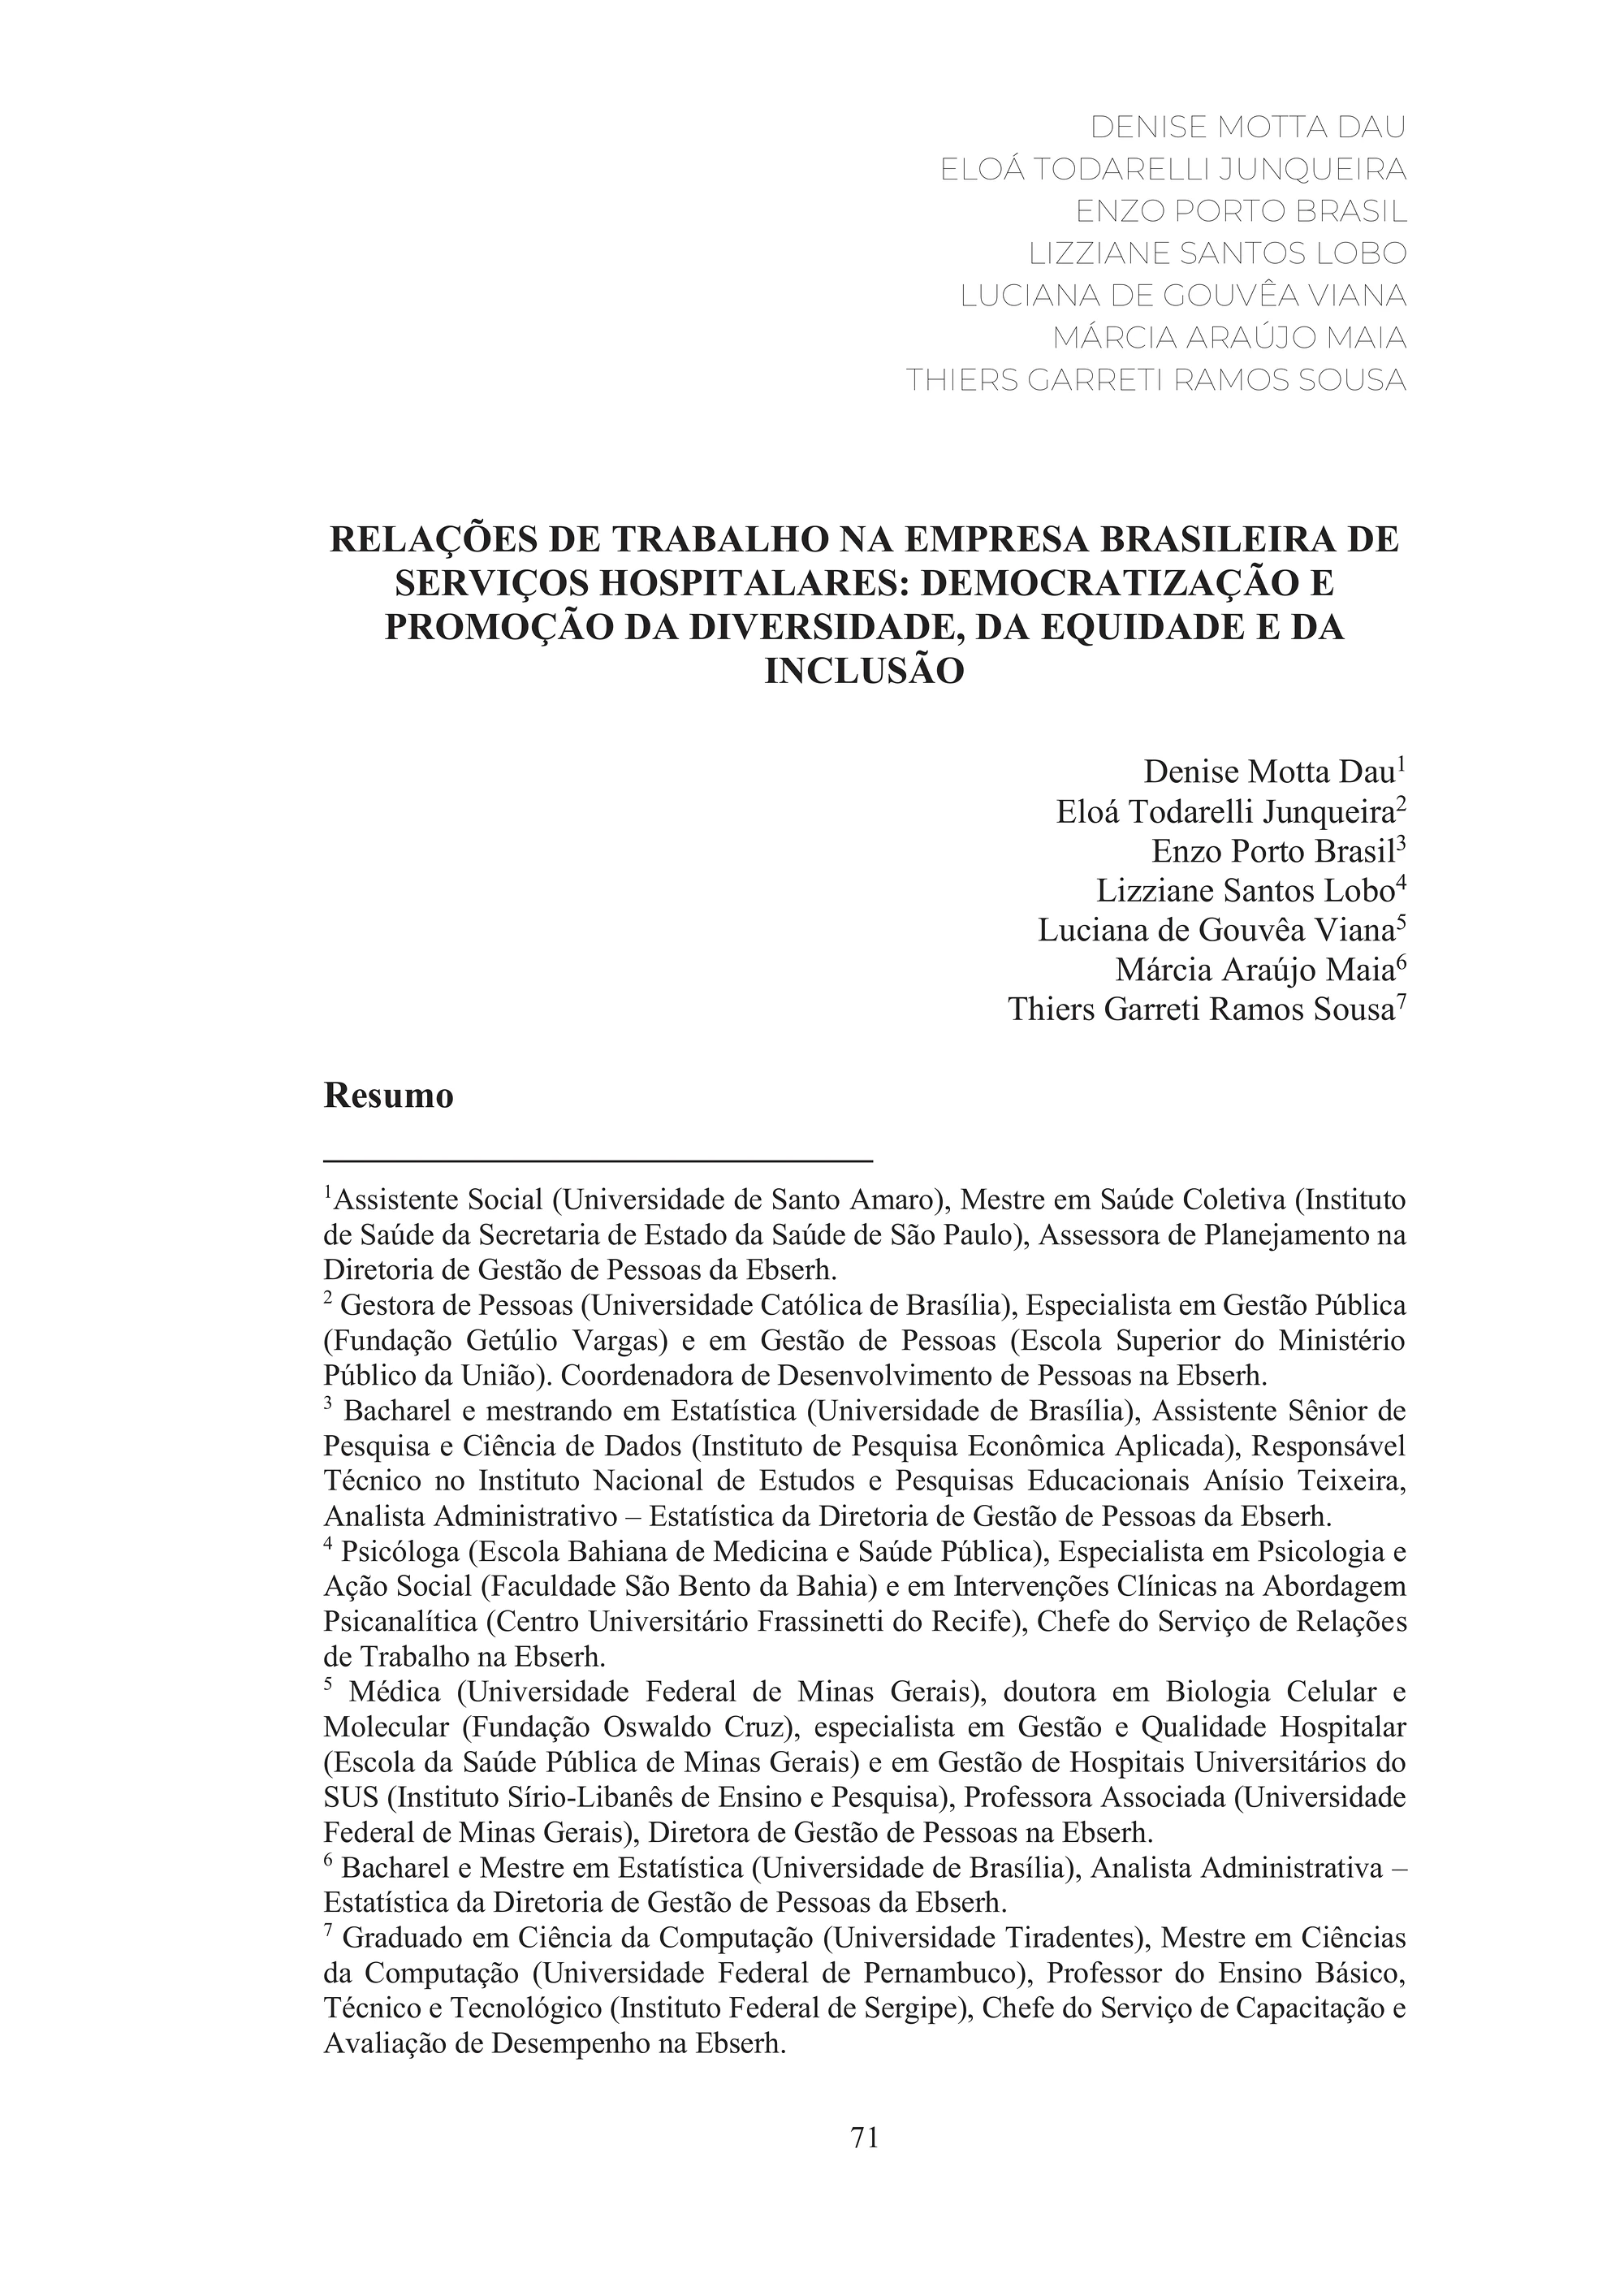 DENISE MOTTA DAU
ELOÁ TODARELLI JUNQUEIRA
ENZO PORTO BRASIL
LIZZIANE SANTOS LOBO
LUCIANA DE GOUVÊA VIANA
MÁRCIA ARAÚJO MAIA
THIERS GARRETI RAMOS SOUSA
RELAÇÕES DE TRABALHO NA EMPRESA BRASILEIRA DE
SERVIÇOS HOSPITALARES: DEMOCRATIZAÇÃO E
PROMOÇÃO DA DIVERSIDADE, DA EQUIDADE E DA
INCLUSÃO
Denise Motta Dau¹
Eloá Todarelli Junqueira²
Enzo Porto Brasil³
Lizziane Santos Lobo⁴
Luciana de Gouvêa Viana⁵
Márcia Araújo Maia⁶
Thiers Garreti Ramos Sousa⁷
Resumo
¹Assistente Social (Universidade de Santo Amaro), Mestre em Saúde Coletiva (Instituto
de Saúde da Secretaria de Estado da Saúde de São Paulo), Assessora de Planejamento na
Diretoria de Gestão de Pessoas da Ebserh.
² Gestora de Pessoas (Universidade Católica de Brasília), Especialista em Gestão Pública
(Fundação Getúlio Vargas) e em Gestão de Pessoas (Escola Superior do Ministério
Público da União). Coordenadora de Desenvolvimento de Pessoas na Ebserh.
³ Bacharel e mestrando em Estatística (Universidade de Brasília), Assistente Sênior de
Pesquisa e Ciência de Dados (Instituto de Pesquisa Econômica Aplicada), Responsável
Técnico no Instituto Nacional de Estudos e Pesquisas Educacionais Anísio Teixeira,
Analista Administrativo – Estatística da Diretoria de Gestão de Pessoas da Ebserh.
⁴ Psicóloga (Escola Bahiana de Medicina e Saúde Pública), Especialista em Psicologia e
Ação Social (Faculdade São Bento da Bahia) e em Intervenções Clínicas na Abordagem
Psicanalítica (Centro Universitário Frassinetti do Recife), Chefe do Serviço de Relações
de Trabalho na Ebserh.
⁵ Médica (Universidade Federal de Minas Gerais), doutora em Biologia Celular e
Molecular (Fundação Oswaldo Cruz), especialista em Gestão e Qualidade Hospitalar
(Escola da Saúde Pública de Minas Gerais) e em Gestão de Hospitais Universitários do
SUS (Instituto Sírio-Libanês de Ensino e Pesquisa), Professora Associada (Universidade
Federal de Minas Gerais), Diretora de Gestão de Pessoas na Ebserh.
⁶ Bacharel e Mestre em Estatística (Universidade de Brasília), Analista Administrativa –
Estatística da Diretoria de Gestão de Pessoas da Ebserh.
⁷ Graduado em Ciência da Computação (Universidade Tiradentes), Mestre em Ciências
da Computação (Universidade Federal de Pernambuco), Professor do Ensino Básico,
Técnico e Tecnológico (Instituto Federal de Sergipe), Chefe do Serviço de Capacitação e
Avaliação de Desempenho na Ebserh.
71